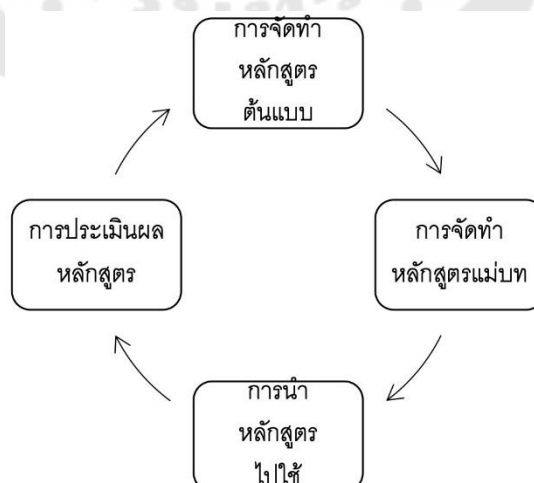 การจัดทำ
หลักสูตร
ต้นแบบ
การประเมินผล
หลักสูตร
การจัดทำ
หลักสูตรแม่บท
การนำ
หลักสูตร
ไปใช้